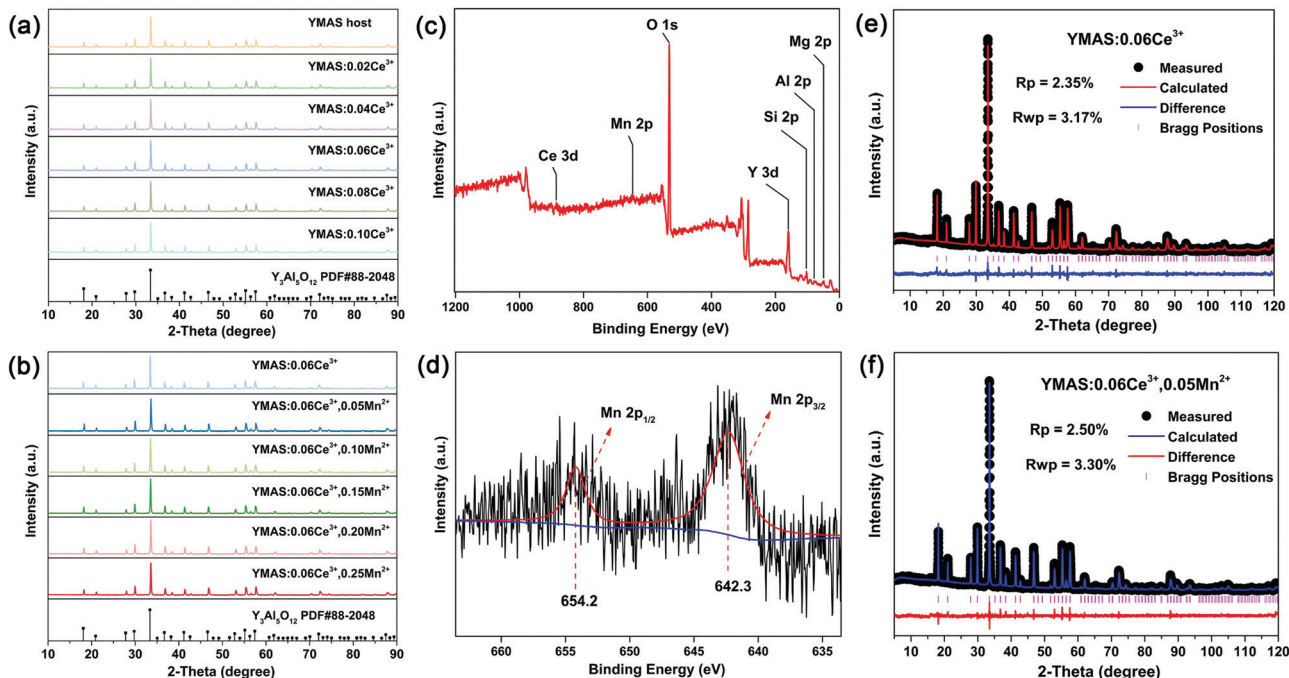 (a)
YMAS host
YMAS:0.02Ce³⁺
YMAS:0.04Ce³⁺
YMAS:0.06Ce³⁺
YMAS:0.08Ce³⁺
YMAS:0.10Ce³⁺
Y₃Al₅O₁₂ PDF#88-2048
Intensity (a.u.)
10 20 30 40 50 60 70 80 90
2-Theta (degree)
(b)
YMAS:0.06Ce³⁺
YMAS:0.06Ce³⁺,0.05Mn²⁺
YMAS:0.06Ce³⁺,0.10Mn²⁺
YMAS:0.06Ce³⁺,0.15Mn²⁺
YMAS:0.06Ce³⁺,0.20Mn²⁺
YMAS:0.06Ce³⁺,0.25Mn²⁺
Y₃Al₅O₁₂ PDF#88-2048
Intensity (a.u.)
10 20 30 40 50 60 70 80 90
2-Theta (degree)
(c)
O 1s
Mg 2p
Al 2p
Si 2p
Mn 2p
Ce 3d
Y 3d
Intensity (a.u.)
1200 1000 800 600 400 200 0
Binding Energy (eV)
(d)
Mn 2p₁/₂
Mn 2p₃/₂
654.2
642.3
Intensity (a.u.)
660 655 650 645 640 635
Binding Energy (eV)
(e)
YMAS:0.06Ce³⁺
Rp = 2.35%
Rwp = 3.17%
Measured
Calculated
Difference
Bragg Positions
Intensity (a.u.)
10 20 30 40 50 60 70 80 90 100 110 120
2-Theta (degree)
(f)
YMAS:0.06Ce³⁺,0.05Mn²⁺
Rp = 2.50%
Rwp = 3.30%
Measured
Calculated
Difference
Bragg Positions
Intensity (a.u.)
10 20 30 40 50 60 70 80 90 100 110 120
2-Theta (degree)